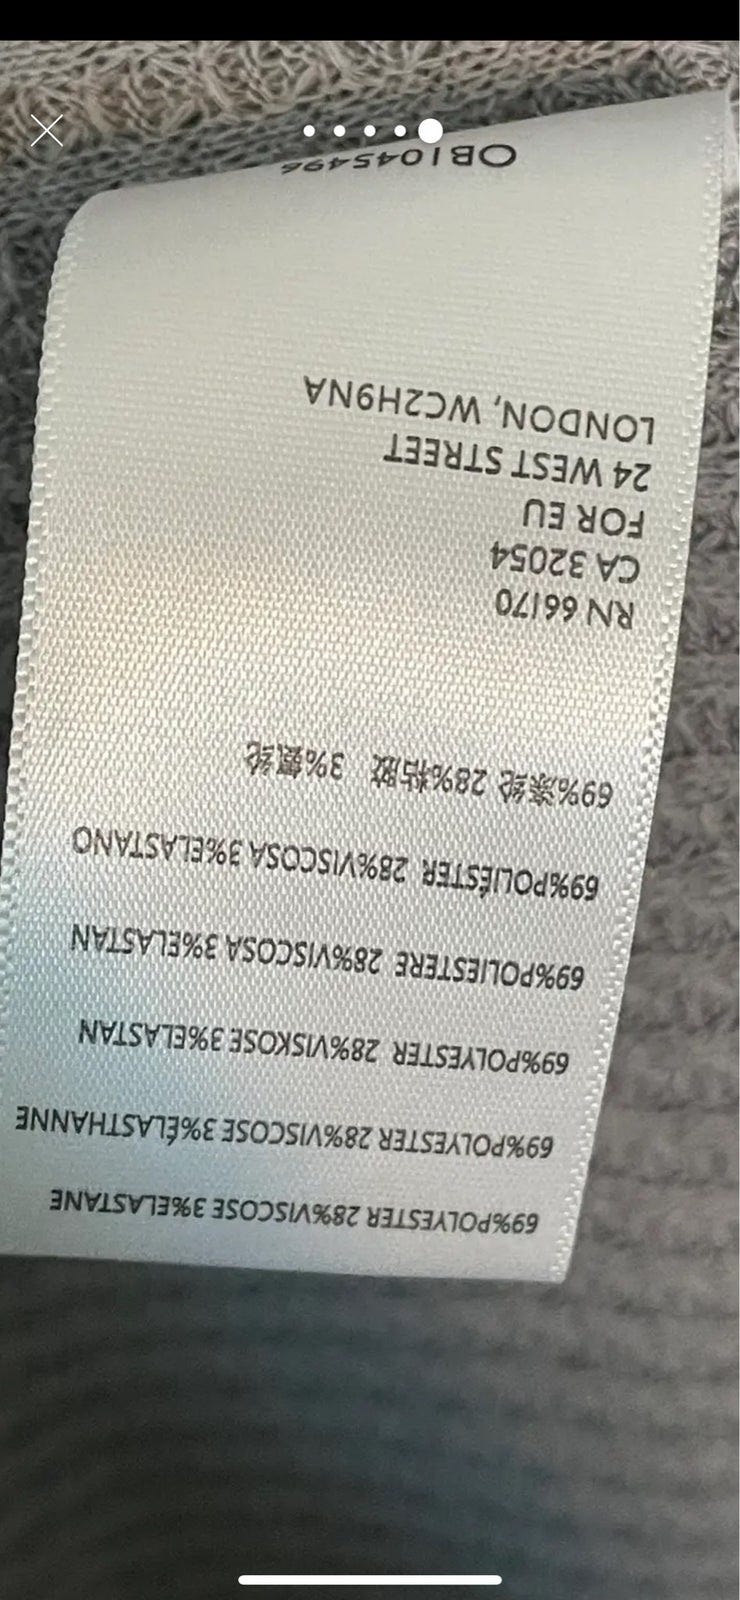 69%POLYESTER 28%VISCOSE 3%ELASTANE
69%POLYESTER 28%VISCOSE 3%ÉLASTHANNE
69%POLYESTER 28%VISKOSE 3%ELASTAN
69%POLIESTERE 28%VISCOSA 3%ELASTAN
69%POLIÉSTER 28%VISCOSA 3%ELASTANO
69%涤纶 28%粘胶 3%氨纶
RN 66170
CA 32054
FOR EU
24 WEST STREET
LONDON, WC2H9NA
OB1045496